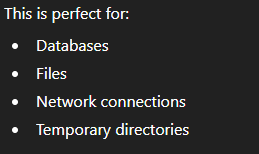 This is perfect for:
• Databases
• Files
• Network connections
• Temporary directories